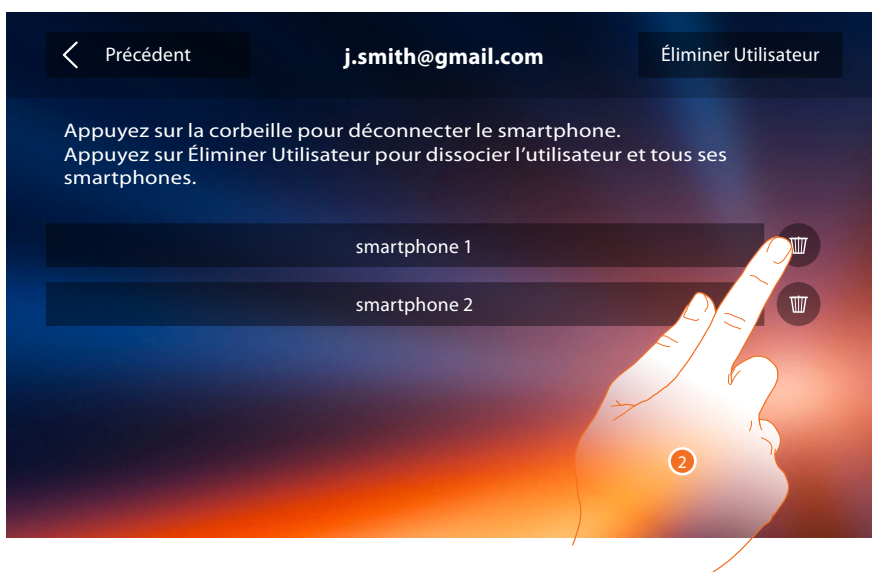 Précédent
j.smith@gmail.com
Éliminer Utilisateur
Appuyez sur la corbeille pour déconnecter le smartphone.
Appuyez sur Éliminer Utilisateur pour dissocier l’utilisateur et tous ses
smartphones.
smartphone 1
smartphone 2
2